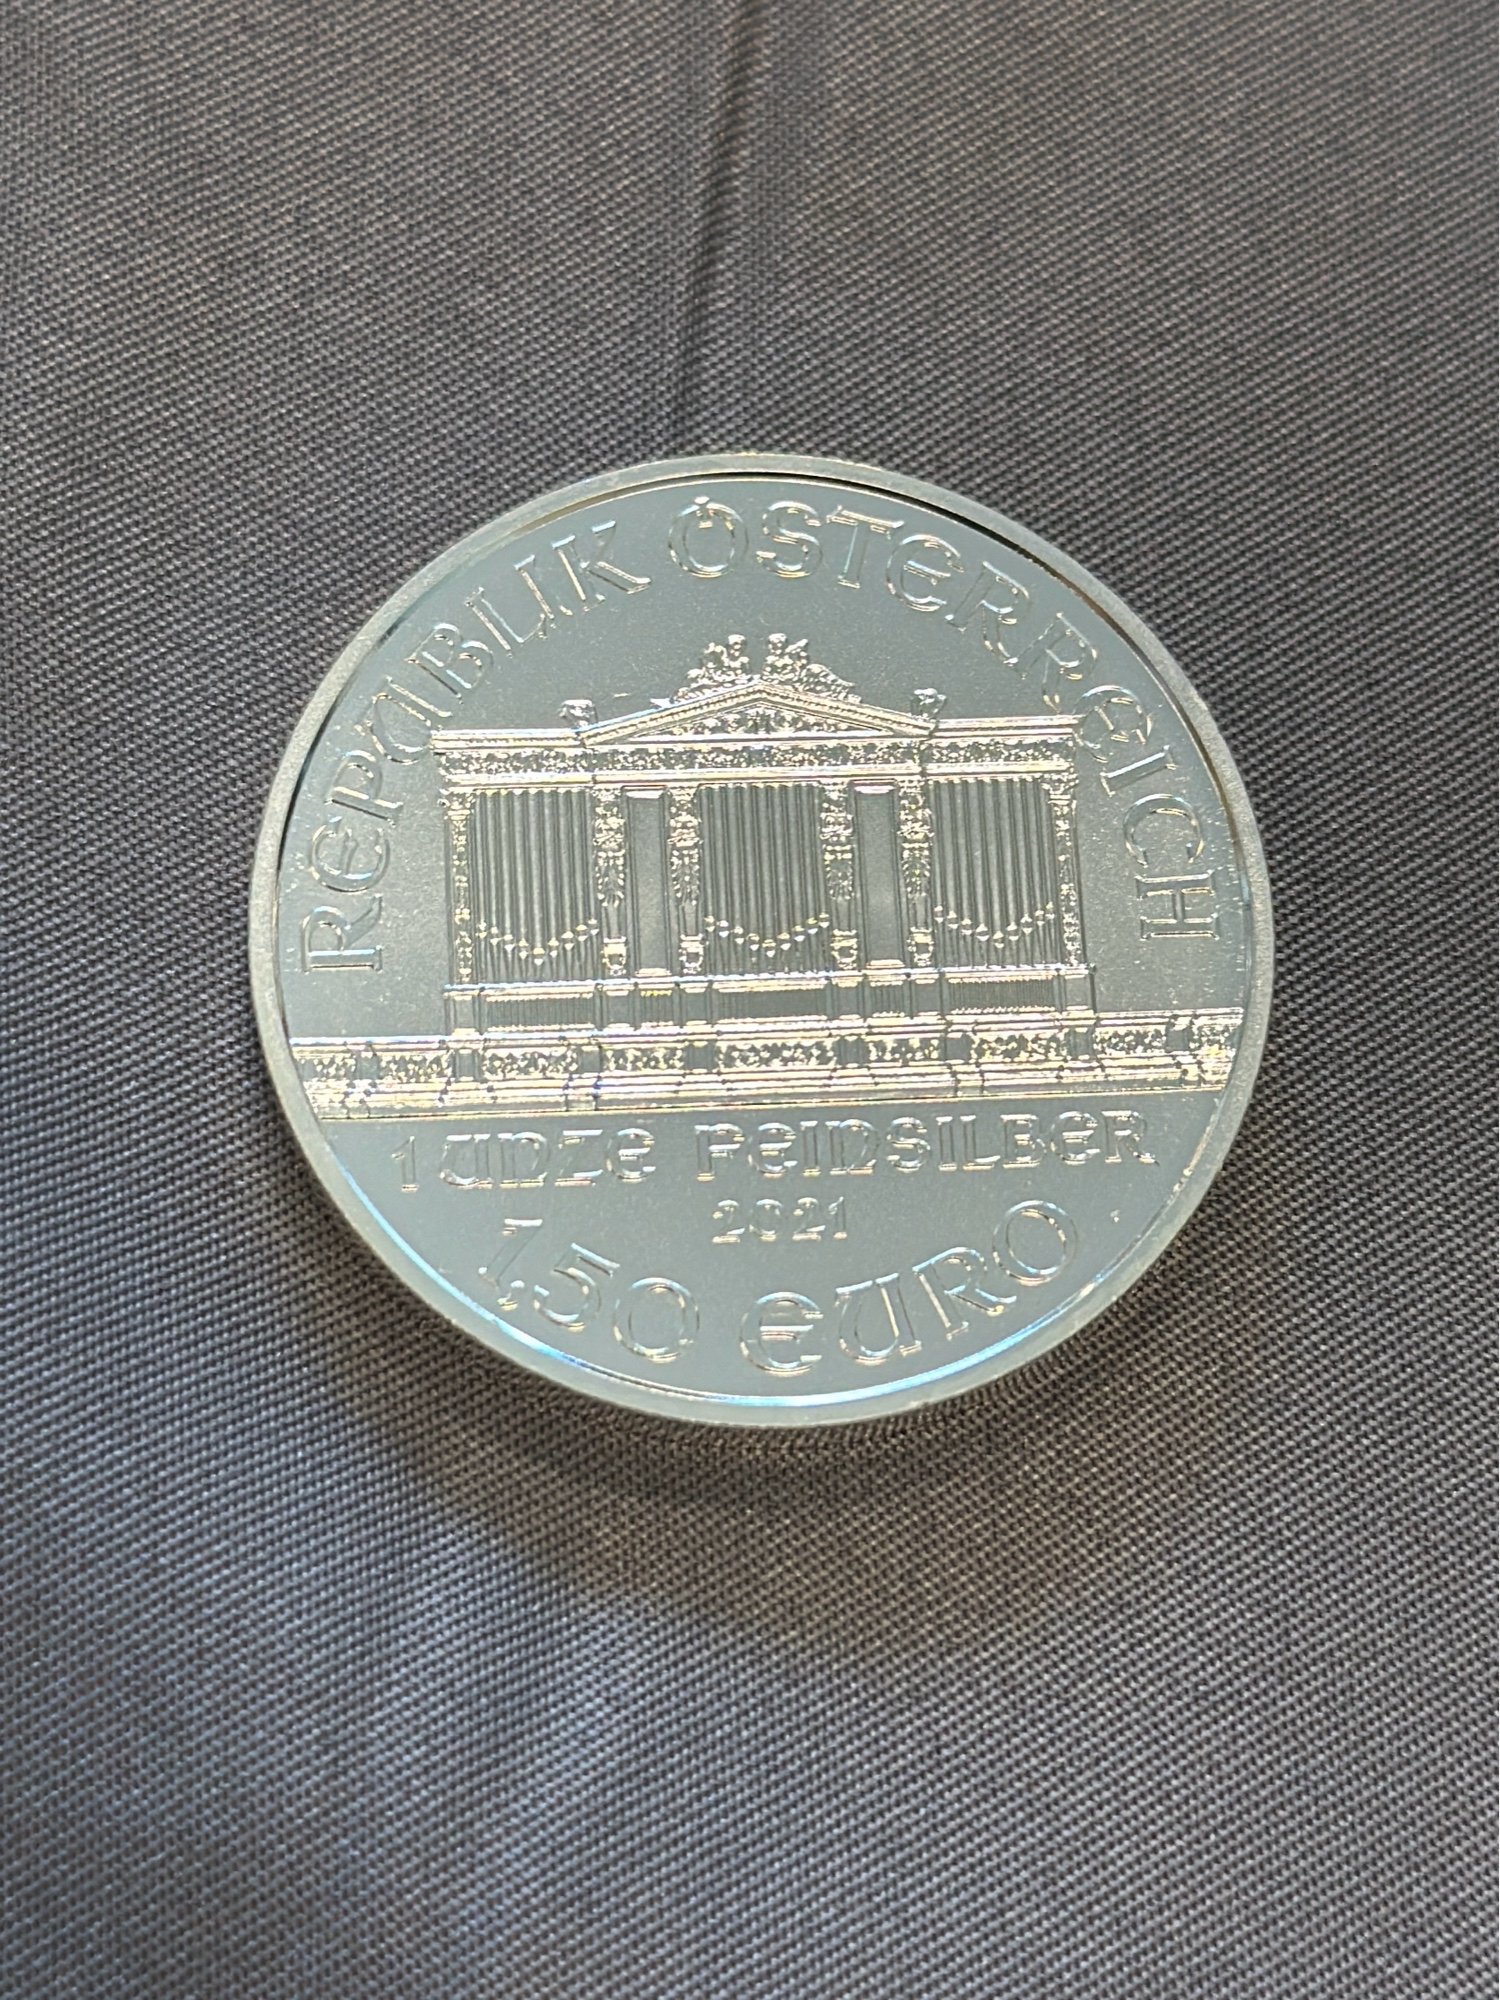 REPUBLIK ÖSTERREICH
1 UNZE FEINSILBER
2021
1,50 EURO